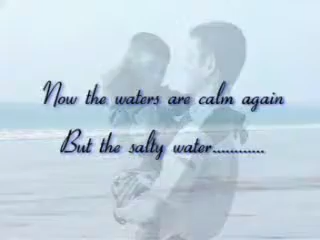 Now the waters are calm again
But the salty water............